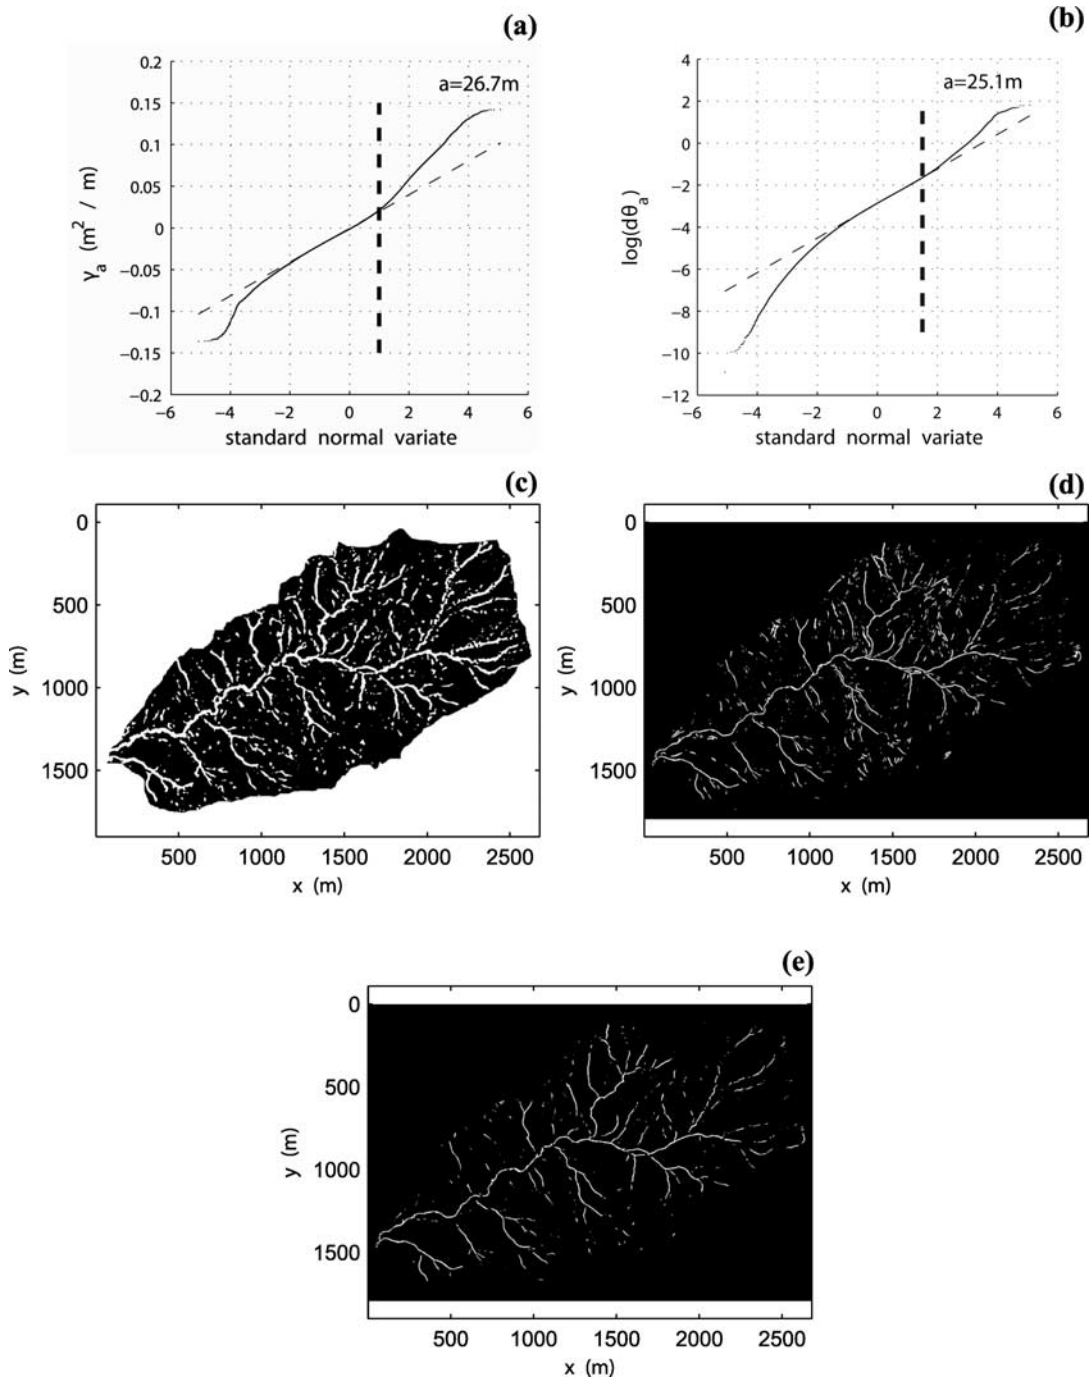 (a)
0.2
0.15
0.1
0.05
0
−0.05
−0.1
−0.15
−0.2
γa (m² / m)
a=26.7m
−6 −4 −2 0 2 4 6
standard normal variate
(b)
4
2
0
−2
−4
−6
−8
−10
−12
log(dθa)
a=25.1m
−6 −4 −2 0 2 4 6
standard normal variate
(c)
0
500
1000
1500
y (m)
500 1000 1500 2000 2500
x (m)
(d)
0
500
1000
1500
y (m)
500 1000 1500 2000 2500
x (m)
(e)
0
500
1000
1500
y (m)
500 1000 1500 2000 2500
x (m)